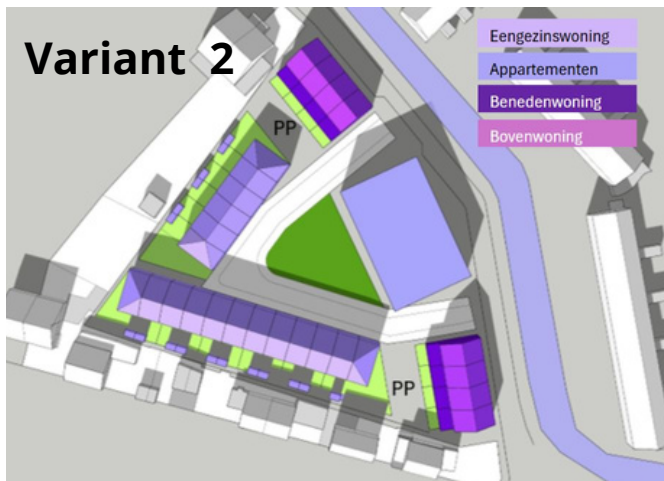 Variant 2
Eengezinswoning
Appartementen
Benedenwoning
Bovenwoning
PP
PP